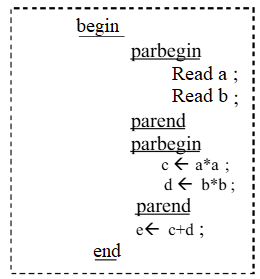 begin
parbegin
Read a ;
Read b ;
parend
parbegin
c ← a*a ;
d ← b*b ;
parend
e← c+d ;
end